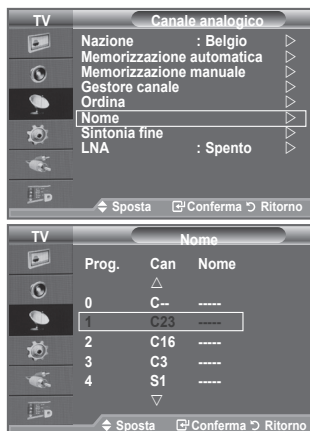 TV Canale analogico
Nazione : Belgio
Memorizzazione automatica
Memorizzazione manuale
Gestore canale
Ordina
Nome
Sintonia fine
LNA : Spento
Sposta Conferma Ritorno
TV Nome
Prog. Can Nome
0 C-- -----
1 C23 -----
2 C16 -----
3 C3 -----
4 S1 -----
Sposta Conferma Ritorno